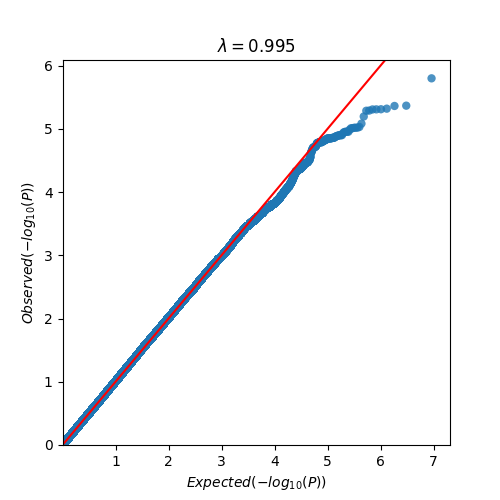 λ = 0.995
Observed(−log10(P))
6
5
4
3
2
1
0
1 2 3 4 5 6 7
Expected(−log10(P))